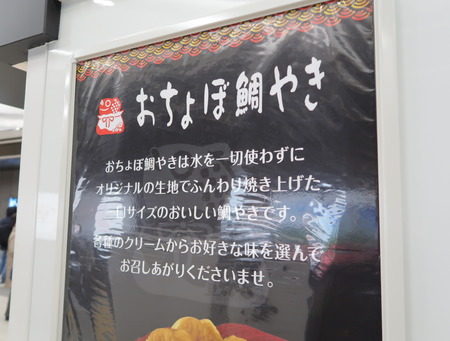 おちょぼ鯛やき
おちょぼ鯛やきは水を一切使わずに
オリジナルの生地でふんわり焼き上げた
一口サイズのおいしい鯛やきです。
各種のクリームからお好きな味を選んで
お召しあがりくださいませ。